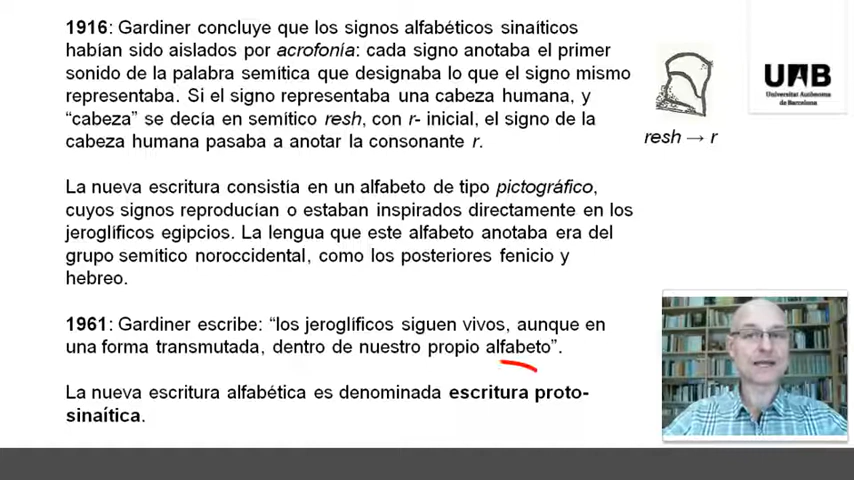 1916: Gardiner concluye que los signos alfabéticos sinaíticos
habían sido aislados por acrofonía: cada signo anotaba el primer
sonido de la palabra semítica que designaba lo que el signo mismo
representaba. Si el signo representaba una cabeza humana, y
“cabeza” se decía en semítico resh, con r- inicial, el signo de la
cabeza humana pasaba a anotar la consonante r.
resh → r
UAB
Universitat Autònoma
de Barcelona
La nueva escritura consistía en un alfabeto de tipo pictográfico,
cuyos signos reproducían o estaban inspirados directamente en los
jeroglíficos egipcios. La lengua que este alfabeto anotaba era del
grupo semítico noroccidental, como los posteriores fenicio y
hebreo.
1961: Gardiner escribe: “los jeroglíficos siguen vivos, aunque en
una forma transmutada, dentro de nuestro propio alfabeto”.
La nueva escritura alfabética es denominada escritura proto-
sinaítica.